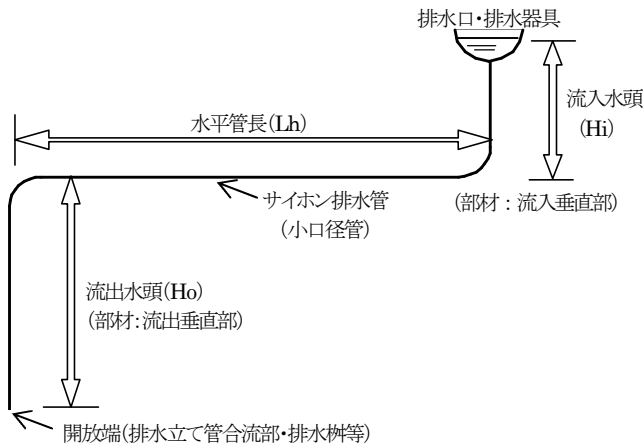 排水口・排水器具
水平管長(Lh)
流入水頭
(Hi)
サイホン排水管
(小口径管)
(部材：流入垂直部)
流出水頭(Ho)
(部材：流出垂直部)
開放端(排水立て管合流部・排水桝等)